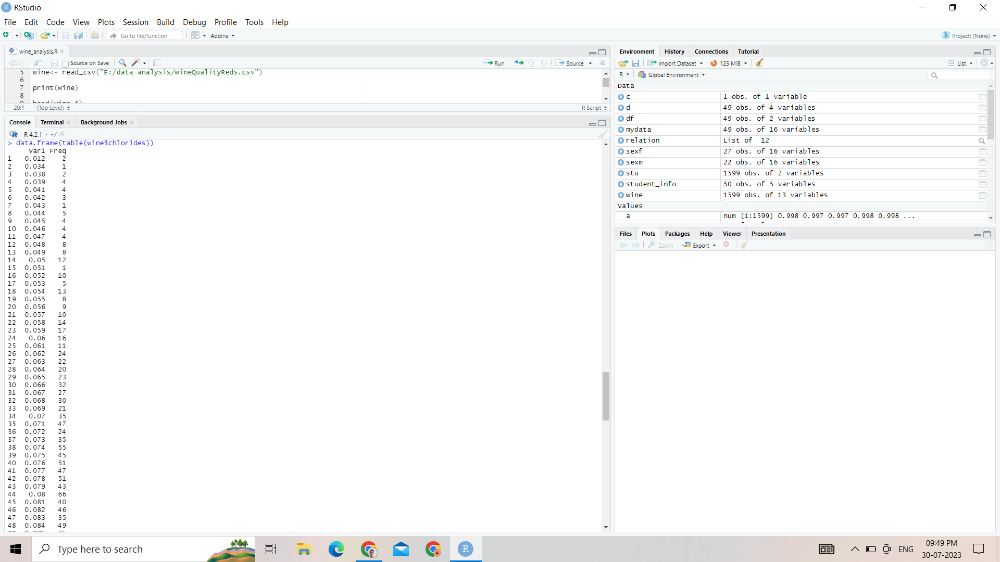 RStudio
File Edit Code View Plots Session Build Debug Profile Tools Help
Go to file/function Addins Project: (None)
wine_analysis.R
Source on Save Run Source
5 wine<- read_csv("E:/data analysis/wineQualityReds.csv")
6
7 print(wine)
8
20:1 (Top Level) R Script
Console Terminal Background Jobs
R 4.2.1 · ~/
> data.frame(table(wine$chlorides))
Var1 Freq
1 0.012 2
2 0.034 1
3 0.038 2
4 0.039 4
5 0.041 4
6 0.042 3
7 0.043 1
8 0.044 5
9 0.045 4
10 0.046 4
11 0.047 4
12 0.048 8
13 0.049 8
14 0.05 12
15 0.051 1
16 0.052 10
17 0.053 5
18 0.054 13
19 0.055 8
20 0.056 9
21 0.057 10
22 0.058 14
23 0.059 17
24 0.06 16
25 0.061 11
26 0.062 24
27 0.063 22
28 0.064 20
29 0.065 23
30 0.066 32
31 0.067 27
32 0.068 30
33 0.069 21
34 0.07 35
35 0.071 47
36 0.072 24
37 0.073 35
38 0.074 55
39 0.075 45
40 0.076 51
41 0.077 47
42 0.078 51
43 0.079 43
44 0.08 66
45 0.081 40
46 0.082 46
47 0.083 35
48 0.084 49
Environment History Connections Tutorial
Import Dataset 125 MiB List
R Global Environment
Data
c 1 obs. of 1 variable
d 49 obs. of 4 variables
df 49 obs. of 2 variables
mydata 49 obs. of 16 variables
relation List of 12
sexf 27 obs. of 16 variables
sexm 22 obs. of 16 variables
stu 1599 obs. of 2 variables
student_info 50 obs. of 5 variables
wine 1599 obs. of 13 variables
Values
a num [1:1599] 0.998 0.997 0.997 0.998 0.998 ...
Files Plots Packages Help Viewer Presentation
Zoom Export
Type here to search
ENG
09:49 PM
30-07-2023